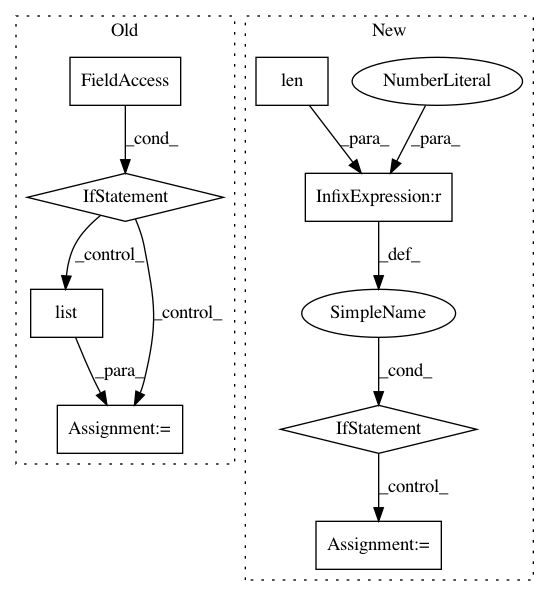 Old
FieldAccess
_cond_
IfStatement
_control_
_control_
list
_para_
Assignment:=
New
len
NumberLiteral
_para_
_para_
InfixExpression:r
_def_
SimpleName
_cond_
IfStatement
_control_
Assignment:=